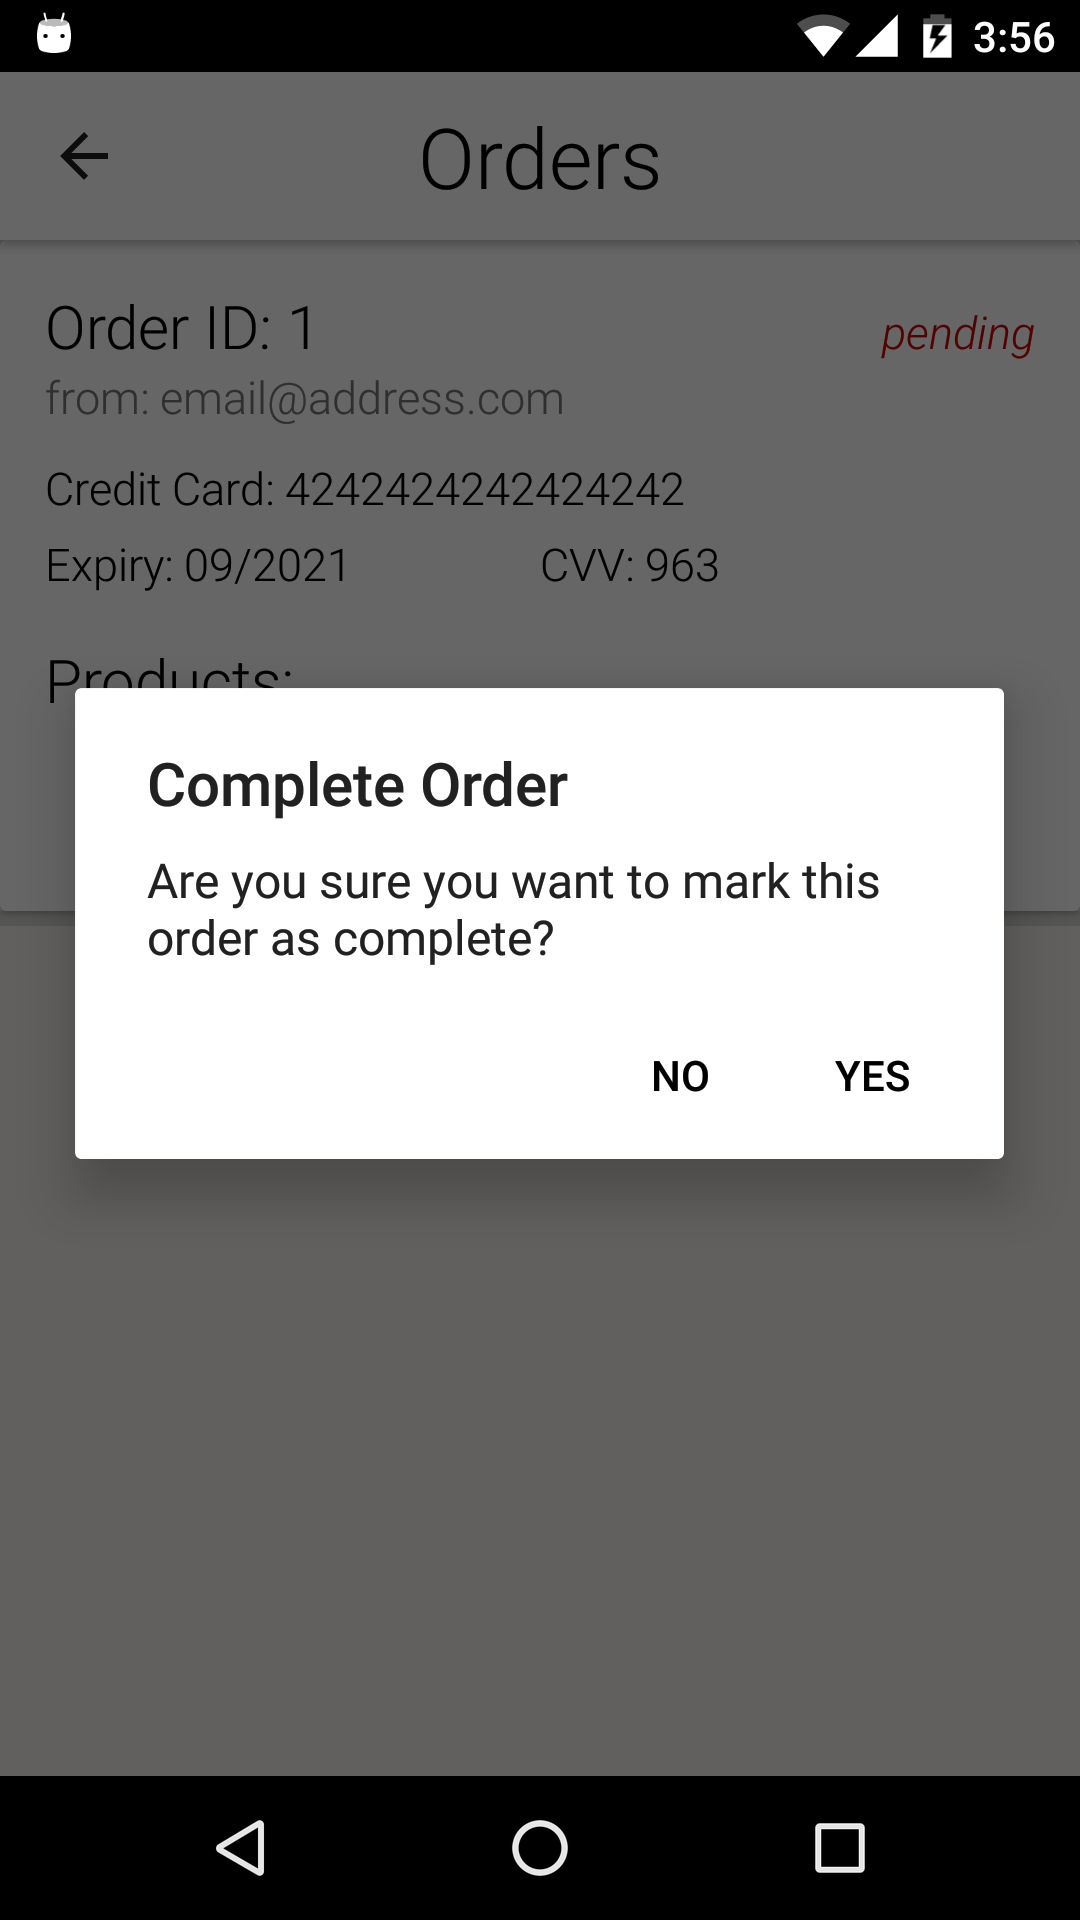 3:56
Orders
Order ID: 1
pending
from: email@address.com
Credit Card: 4242424242424242
Expiry: 09/2021 CVV: 963
Products:
Complete Order
Are you sure you want to mark this
order as complete?
NO YES